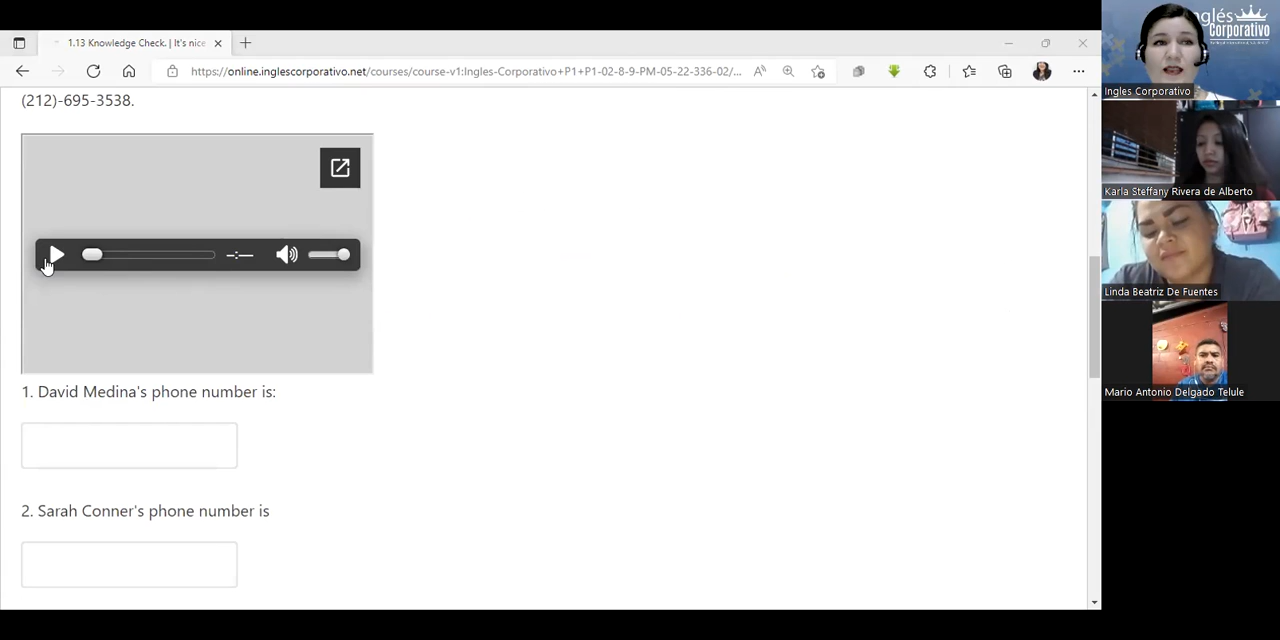 1.13 Knowledge Check. | It's nice
https://online.inglescorporativo.net/courses/course-v1:Ingles-Corporativo+P1+P1-02-8-9-PM-05-22-336-02/...
(212)-695-3538.
1. David Medina's phone number is:
2. Sarah Conner's phone number is
Inglés
Corporativo
Ingles Corporativo
Karla Steffany Rivera de Alberto
Linda Beatriz De Fuentes
Mario Antonio Delgado Telule